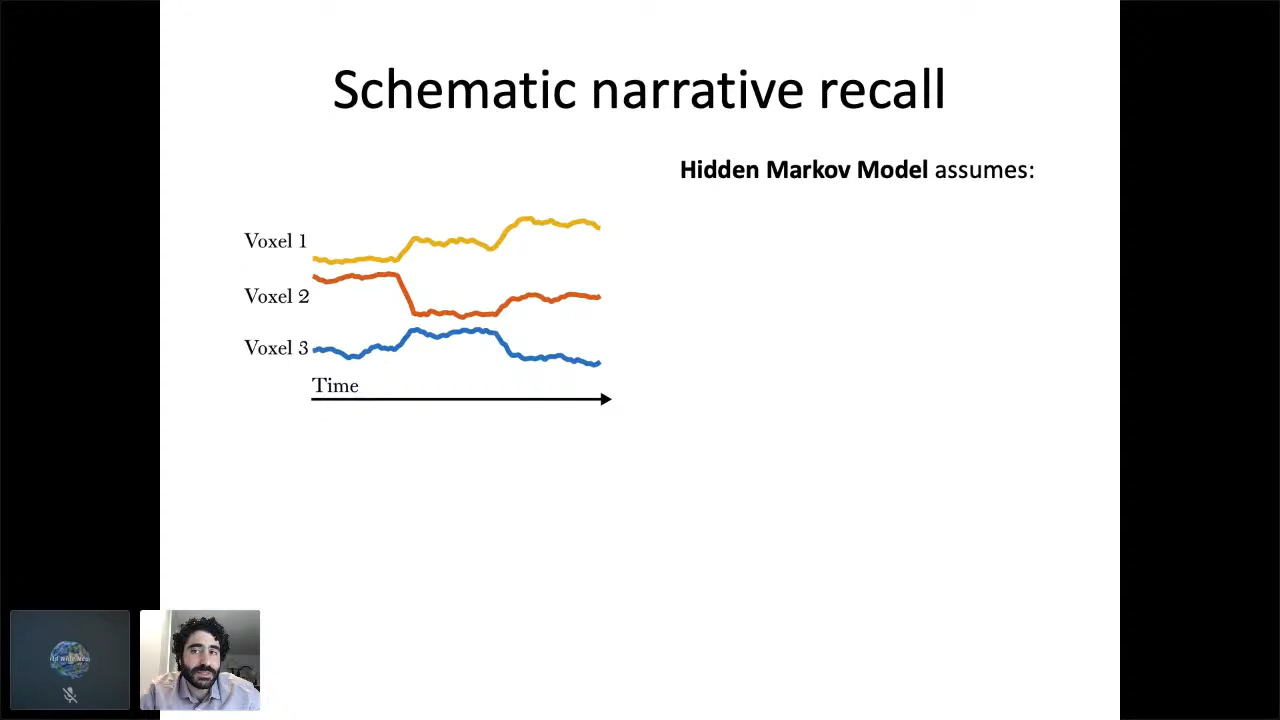 Schematic narrative recall
Hidden Markov Model assumes:
Voxel 1
Voxel 2
Voxel 3
Time